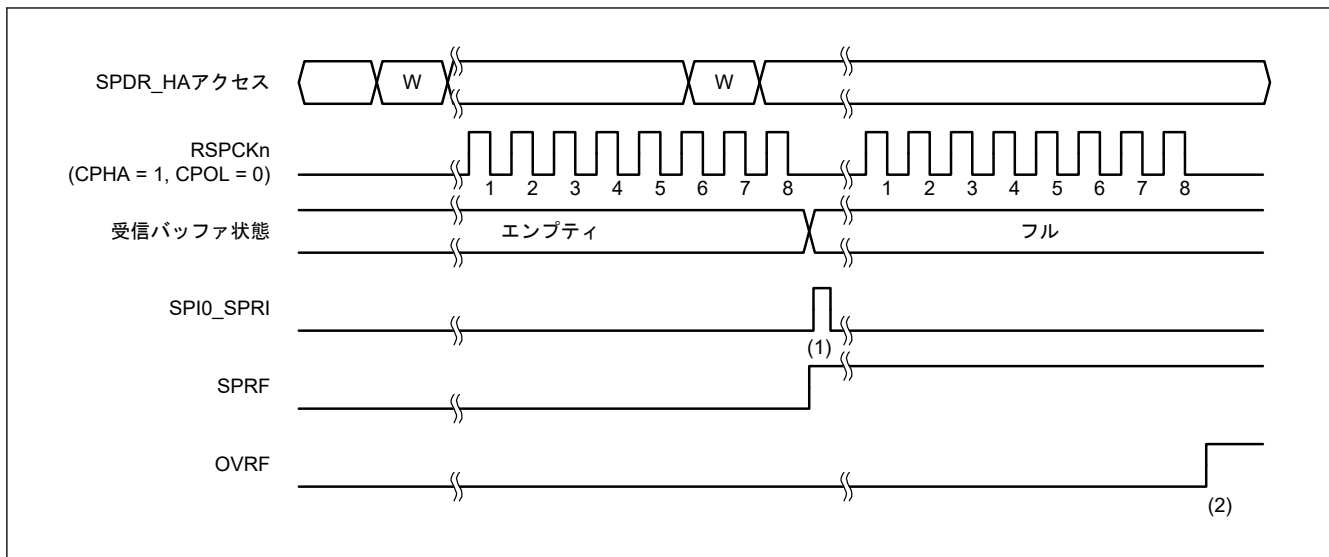 SPDR_HAアクセス
W
W
RSPCKn
(CPHA = 1, CPOL = 0)
1 2 3 4 5 6 7 8 1 2 3 4 5 6 7 8
受信バッファ状態
エンプティ
フル
SPI0_SPRI
(1)
SPRF
OVRF
(2)